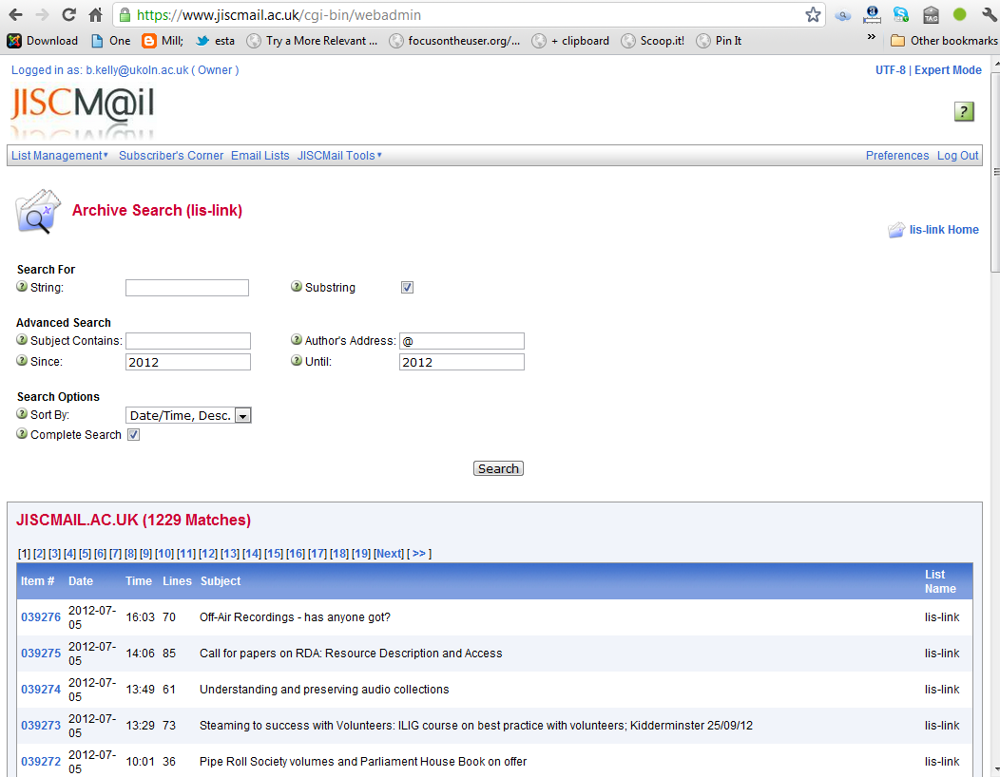 https://www.jiscmail.ac.uk/cgi-bin/webadmin
Download One Mill; esta Try a More Relevant ... focusontheuser.org/... + clipboard Scoop.it! Pin It » Other bookmarks
Logged in as: b.kelly@ukoln.ac.uk ( Owner ) UTF-8 | Expert Mode
JISCM@il
?
List Management Subscriber's Corner Email Lists JISCMail Tools Preferences Log Out
Archive Search (lis-link)
lis-link Home
Search For
? String: ? Substring
Advanced Search
? Subject Contains: ? Author's Address: @
? Since: 2012 ? Until: 2012
Search Options
? Sort By: Date/Time, Desc.
? Complete Search
Search
JISCMAIL.AC.UK (1229 Matches)
[1] [2] [3] [4] [5] [6] [7] [8] [9] [10] [11] [12] [13] [14] [15] [16] [17] [18] [19] [Next] [ >> ]
Item # Date Time Lines Subject List
Name
039276 2012-07-
05 16:03 70 Off-Air Recordings - has anyone got? lis-link
039275 2012-07-
05 14:06 85 Call for papers on RDA: Resource Description and Access lis-link
039274 2012-07-
05 13:49 61 Understanding and preserving audio collections lis-link
039273 2012-07-
05 13:29 73 Steaming to success with Volunteers: ILIG course on best practice with volunteers; Kidderminster 25/09/12 lis-link
039272 2012-07-
05 10:01 36 Pipe Roll Society volumes and Parliament House Book on offer lis-link